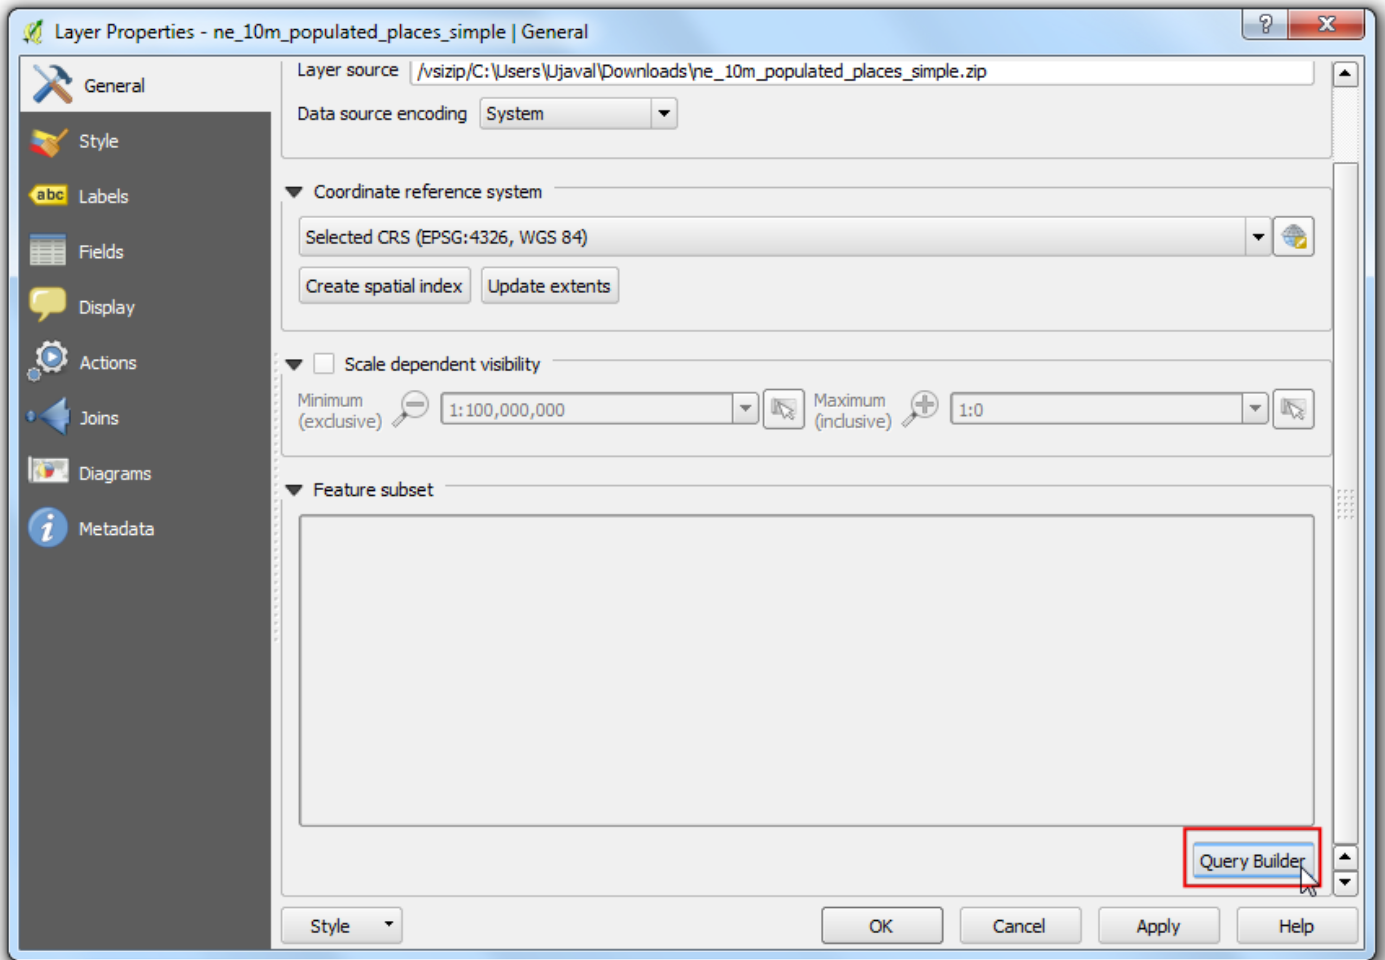 Layer Properties - ne_10m_populated_places_simple | General
General
Style
abc Labels
Fields
Display
Actions
Joins
Diagrams
Metadata
Layer source /vsizip/C:\Users\Ujaval\Downloads\ne_10m_populated_places_simple.zip
Data source encoding System
Coordinate reference system
Selected CRS (EPSG:4326, WGS 84)
Create spatial index Update extents
Scale dependent visibility
Minimum
(exclusive) 1:100,000,000
Maximum
(inclusive) 1:0
Feature subset
Query Builder
Style OK Cancel Apply Help